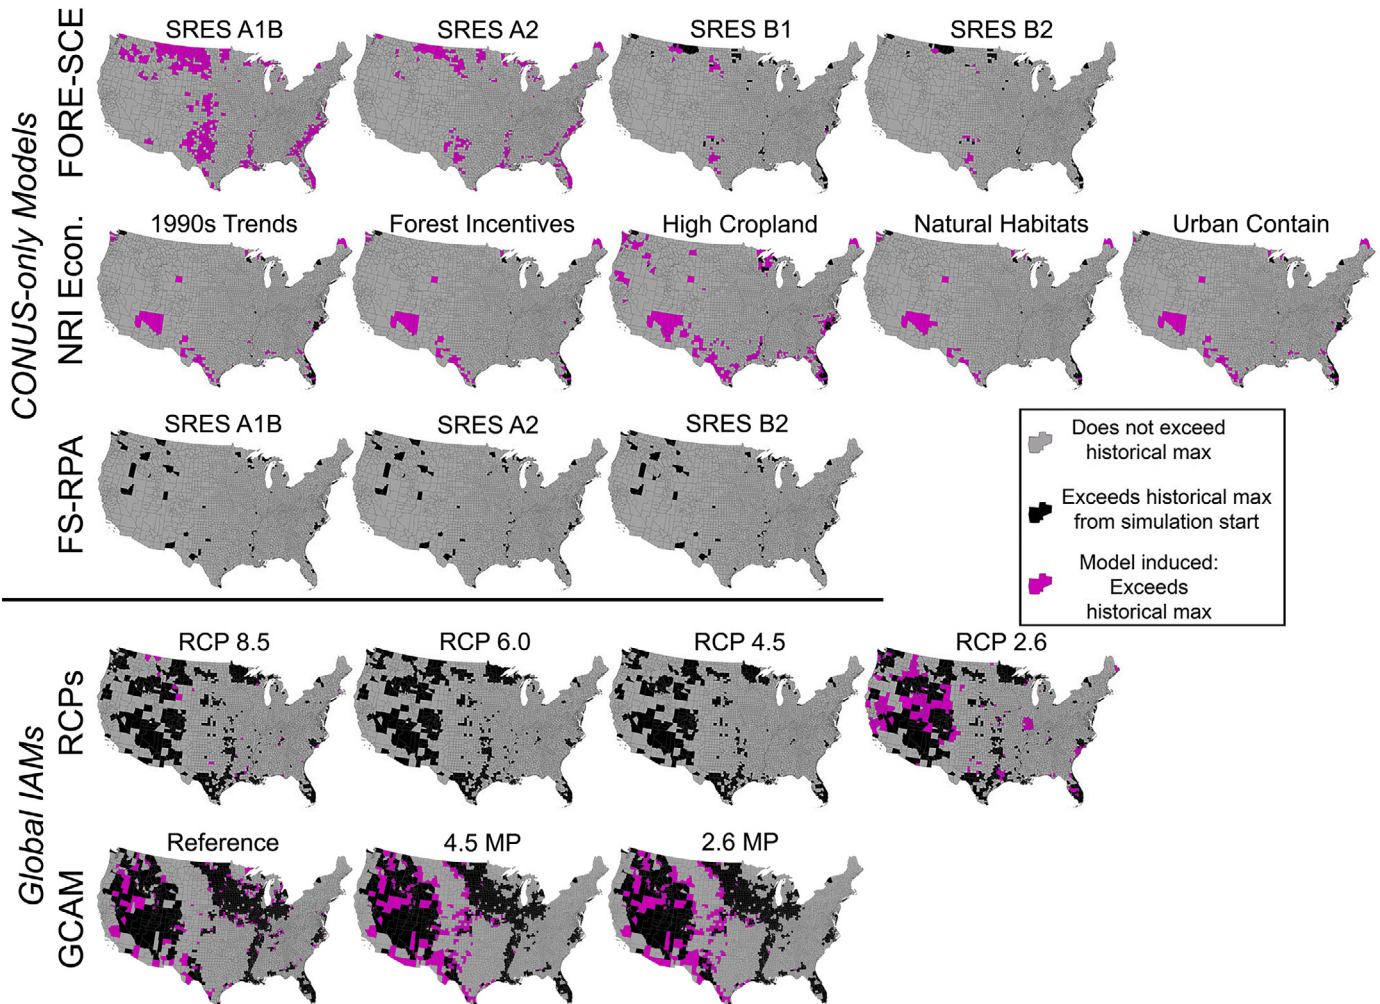 CONUS-only Models
FORE-SCE
SRES A1B
SRES A2
SRES B1
SRES B2
NRI Econ.
1990s Trends
Forest Incentives
High Cropland
Natural Habitats
Urban Contain
FS-RPA
SRES A1B
SRES A2
SRES B2
Does not exceed
historical max
Exceeds historical max
from simulation start
Model induced:
Exceeds
historical max
Global IAMs
RCPs
RCP 8.5
RCP 6.0
RCP 4.5
RCP 2.6
GCAM
Reference
4.5 MP
2.6 MP